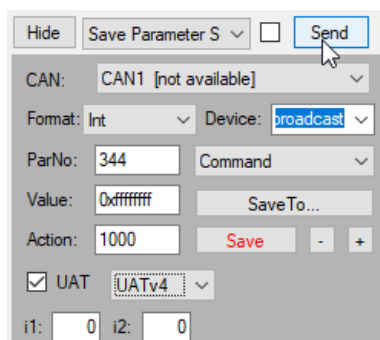 Hide Save Parameter S Send
CAN: CAN1 [not available]
Format: Int Device: broadcast
ParNo: 344 Command
Value: 0xffffffff SaveTo...
Action: 1000 Save - +
UAT UATv4
i1: 0 i2: 0